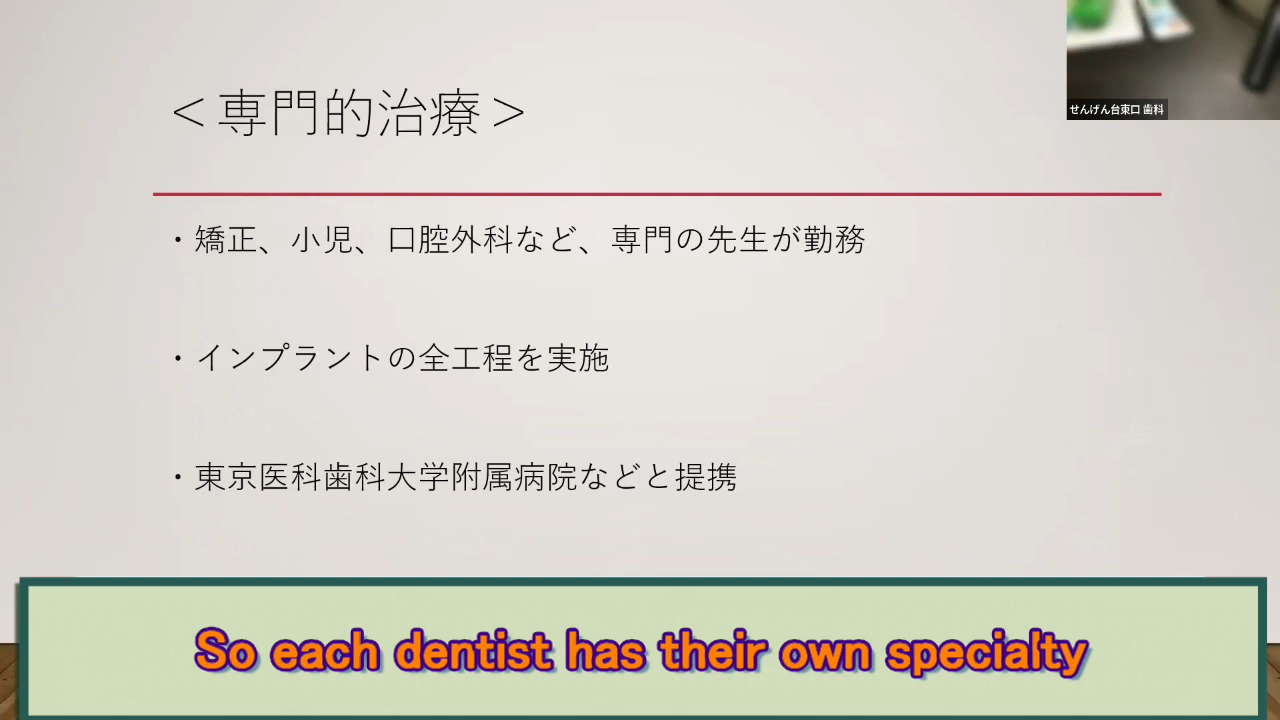 ＜専門的治療＞
せんげん台東口 歯科
・矯正、小児、口腔外科など、専門の先生が勤務
・インプラントの全工程を実施
・東京医科歯科大学附属病院などと提携
So each dentist has their own specialty